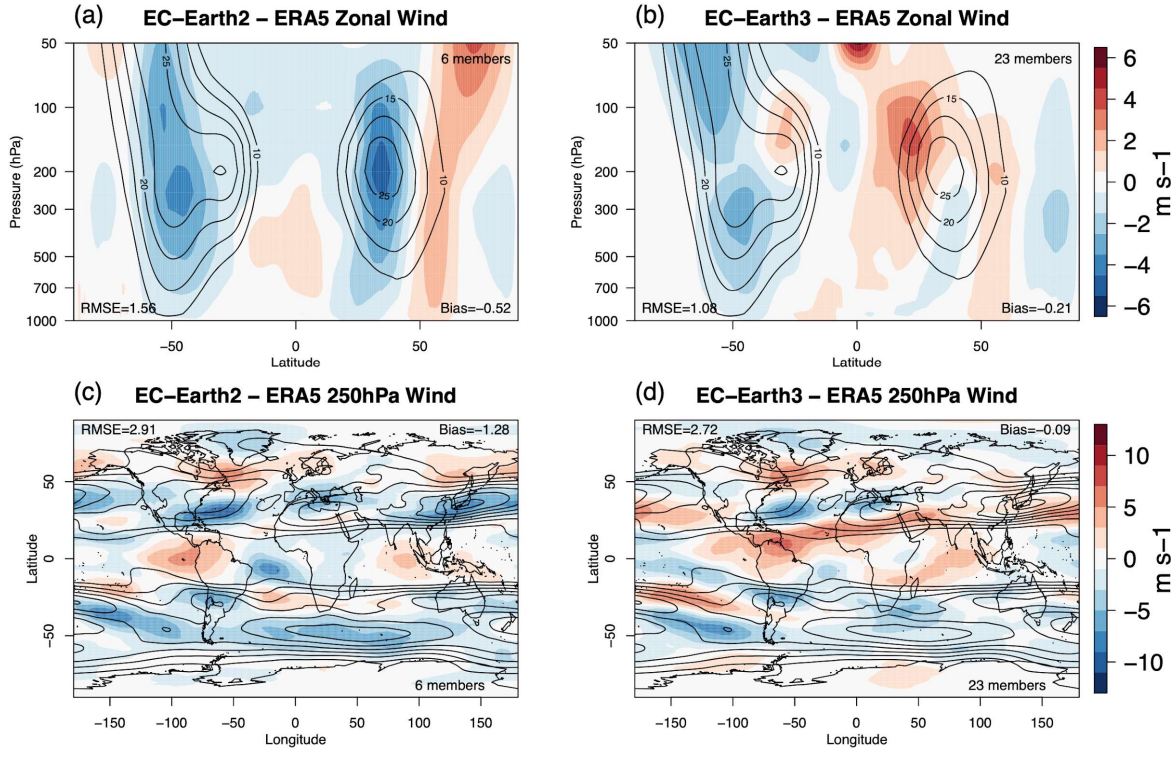 (a)
EC−Earth2 − ERA5 Zonal Wind
50
100
200
300
400
500
700
1000
Pressure (hPa)
6 members
25
20
10
15
25
20
10
RMSE=1.56
Bias=−0.52
−50
0
50
Latitude
(b)
EC−Earth3 − ERA5 Zonal Wind
50
100
200
300
400
500
700
1000
Pressure (hPa)
23 members
25
20
10
15
25
20
10
RMSE=1.08
Bias=−0.21
−50
0
50
Latitude
6
4
2
0
−2
−4
−6
m s−1
(c)
EC−Earth2 − ERA5 250hPa Wind
RMSE=2.91
Bias=−1.28
50
0
−50
Latitude
6 members
−150
−100
−50
0
50
100
150
Longitude
(d)
EC−Earth3 − ERA5 250hPa Wind
RMSE=2.72
Bias=−0.09
50
0
−50
Latitude
23 members
−150
−100
−50
0
50
100
150
Longitude
10
5
0
−5
−10
m s−1